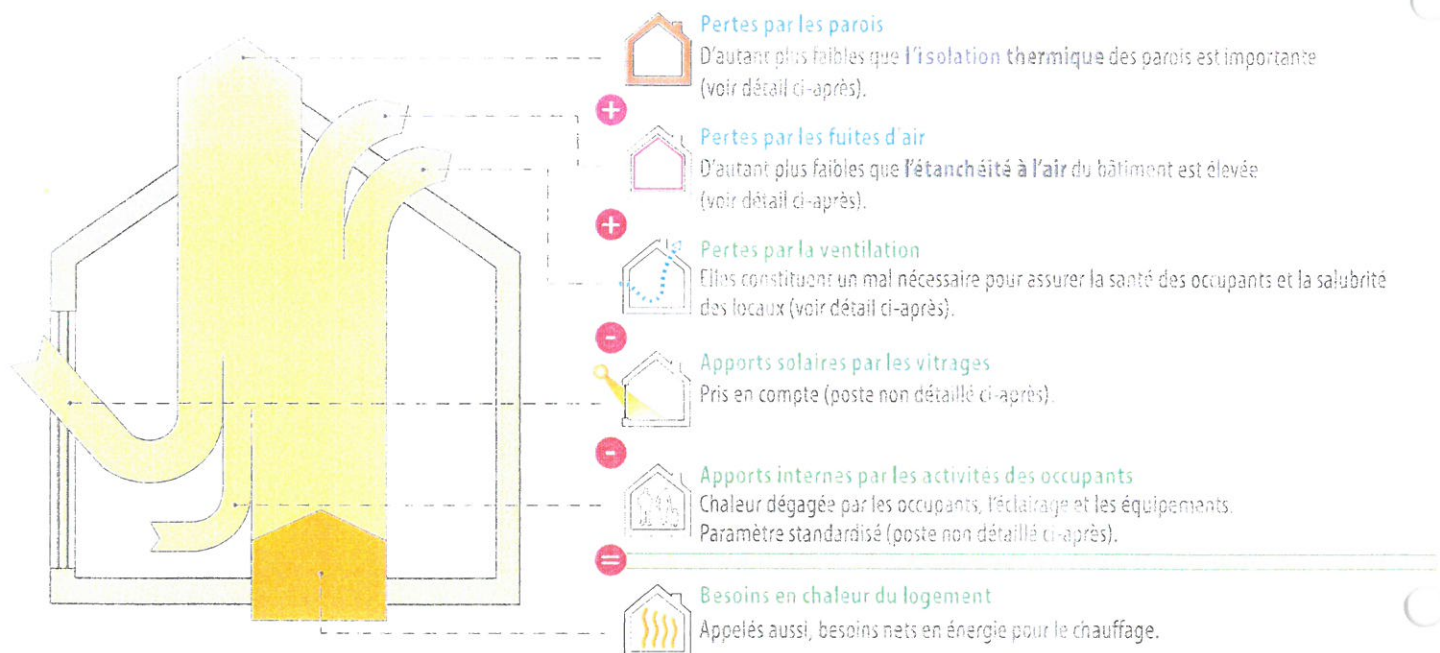 Pertes par les parois
D'autant plus faibles que l'isolation thermique des parois est importante
(voir détail ci-après).
+
Pertes par les fuites d'air
D'autant plus faibles que l'étanchéité à l'air du bâtiment est élevée
(voir détail ci-après).
+
Pertes par la ventilation
Elles constituent un mal nécessaire pour assurer la santé des occupants et la salubrité
des locaux (voir détail ci-après).
-
Apports solaires par les vitrages
Pris en compte (poste non détaillé ci-après).
-
Apports internes par les activités des occupants
Chaleur dégagée par les occupants, l'éclairage et les équipements.
Paramètre standardisé (poste non détaillé ci-après).
=
Besoins en chaleur du logement
Appelés aussi, besoins nets en énergie pour le chauffage.